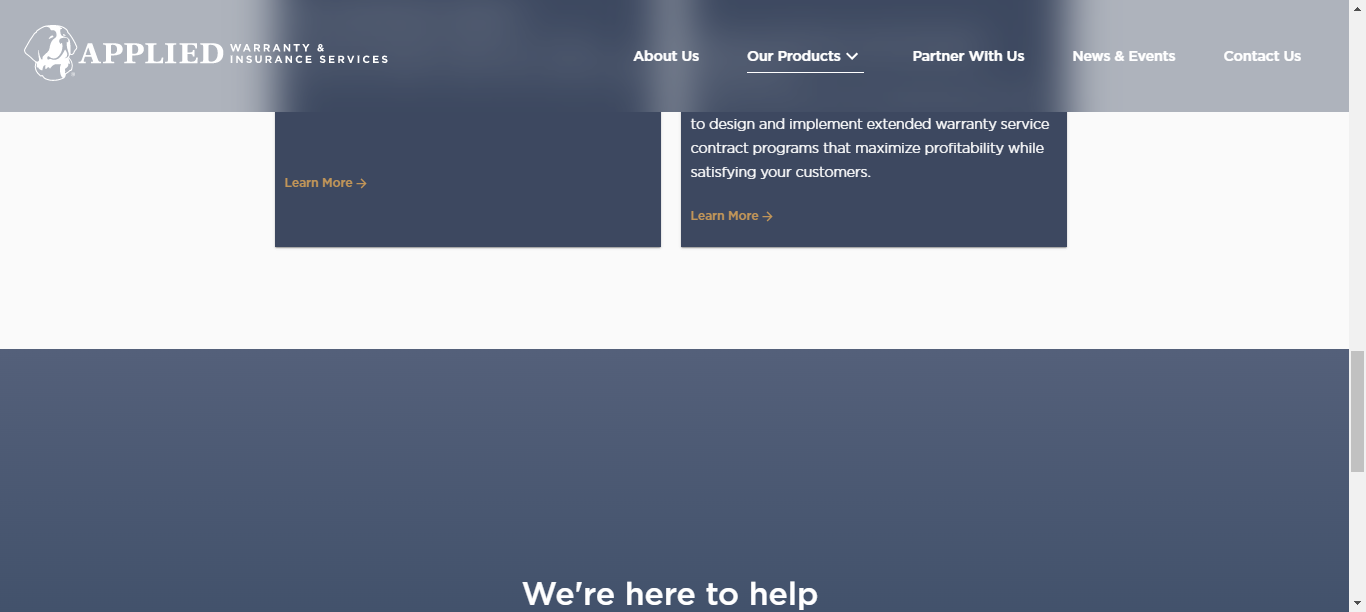 APPLIED WARRANTY &
INSURANCE SERVICES
About Us
Our Products
Partner With Us
News & Events
Contact Us
to design and implement extended warranty service
contract programs that maximize profitability while
satisfying your customers.
Learn More →
Learn More →
We're here to help